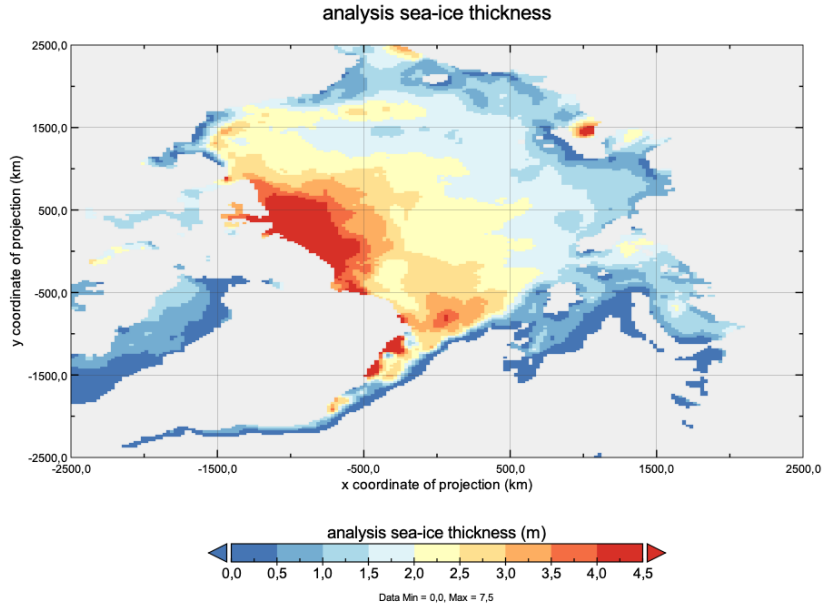 analysis sea-ice thickness
2500,0
1500,0
500,0
-500,0
-1500,0
-2500,0
y coordinate of projection (km)
-2500,0 -1500,0 -500,0 500,0 1500,0 2500,0
x coordinate of projection (km)
analysis sea-ice thickness (m)
0,0 0,5 1,0 1,5 2,0 2,5 3,0 3,5 4,0 4,5
Data Min = 0,0, Max = 7,5